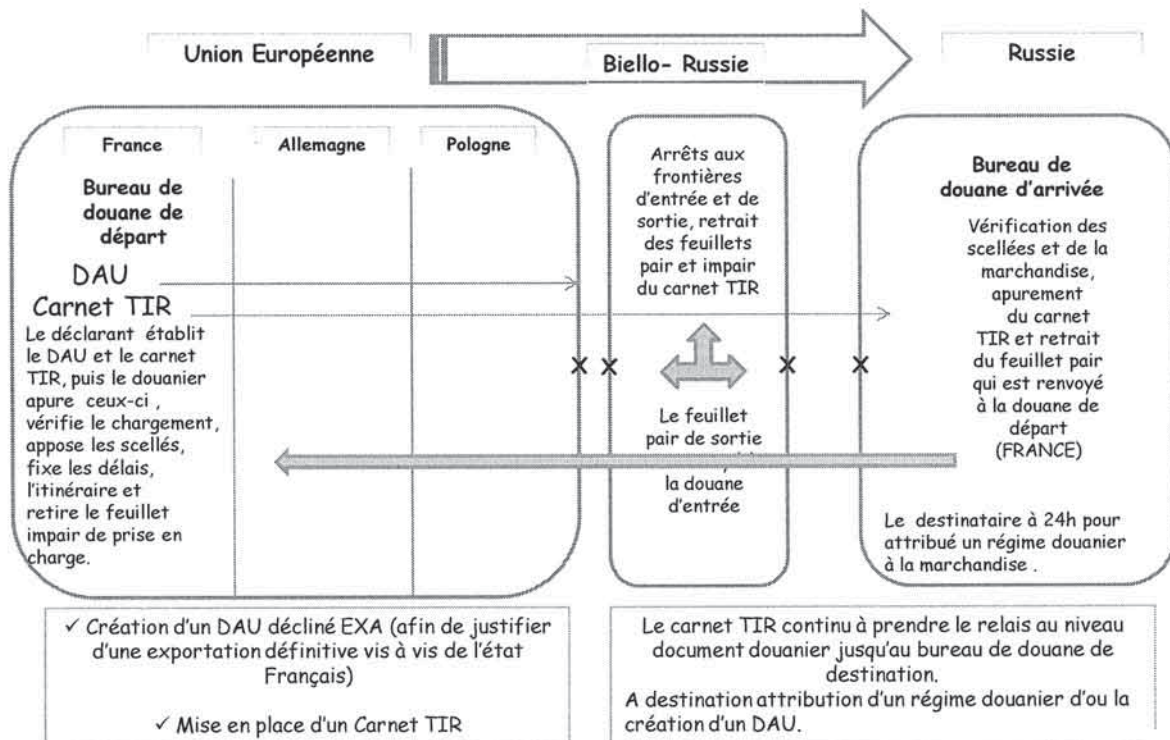 Union Européenne
Biello- Russie
Russie
France
Allemagne
Pologne
Bureau de
douane de
départ
DAU
Carnet TIR
Le déclarant établit
le DAU et le carnet
TIR, puis le douanier
apure ceux-ci ,
vérifie le chargement,
appose les scellés,
fixe les délais,
l'itinéraire et
retire le feuillet
impair de prise en
charge.
Arrêts aux
frontières
d'entrée et de
sortie, retrait
des feuillets
pair et impair
du carnet TIR
Le feuillet
pair de sortie
la douane
d'entrée
Bureau de
douane d'arrivée
Vérification des
scellées et de la
marchandise,
apurement
du carnet
TIR et retrait
du feuillet pair
qui est renvoyé
à la douane de
départ
(FRANCE)
Le destinataire à 24h pour
attribué un régime douanier
à la marchandise .
✓ Création d'un DAU décliné EXA (afin de justifier
d'une exportation définitive vis à vis de l'état
Français)
✓ Mise en place d'un Carnet TIR
Le carnet TIR continu à prendre le relais au niveau
document douanier jusqu'au bureau de douane de
destination.
A destination attribution d'un régime douanier d'ou la
création d'un DAU.